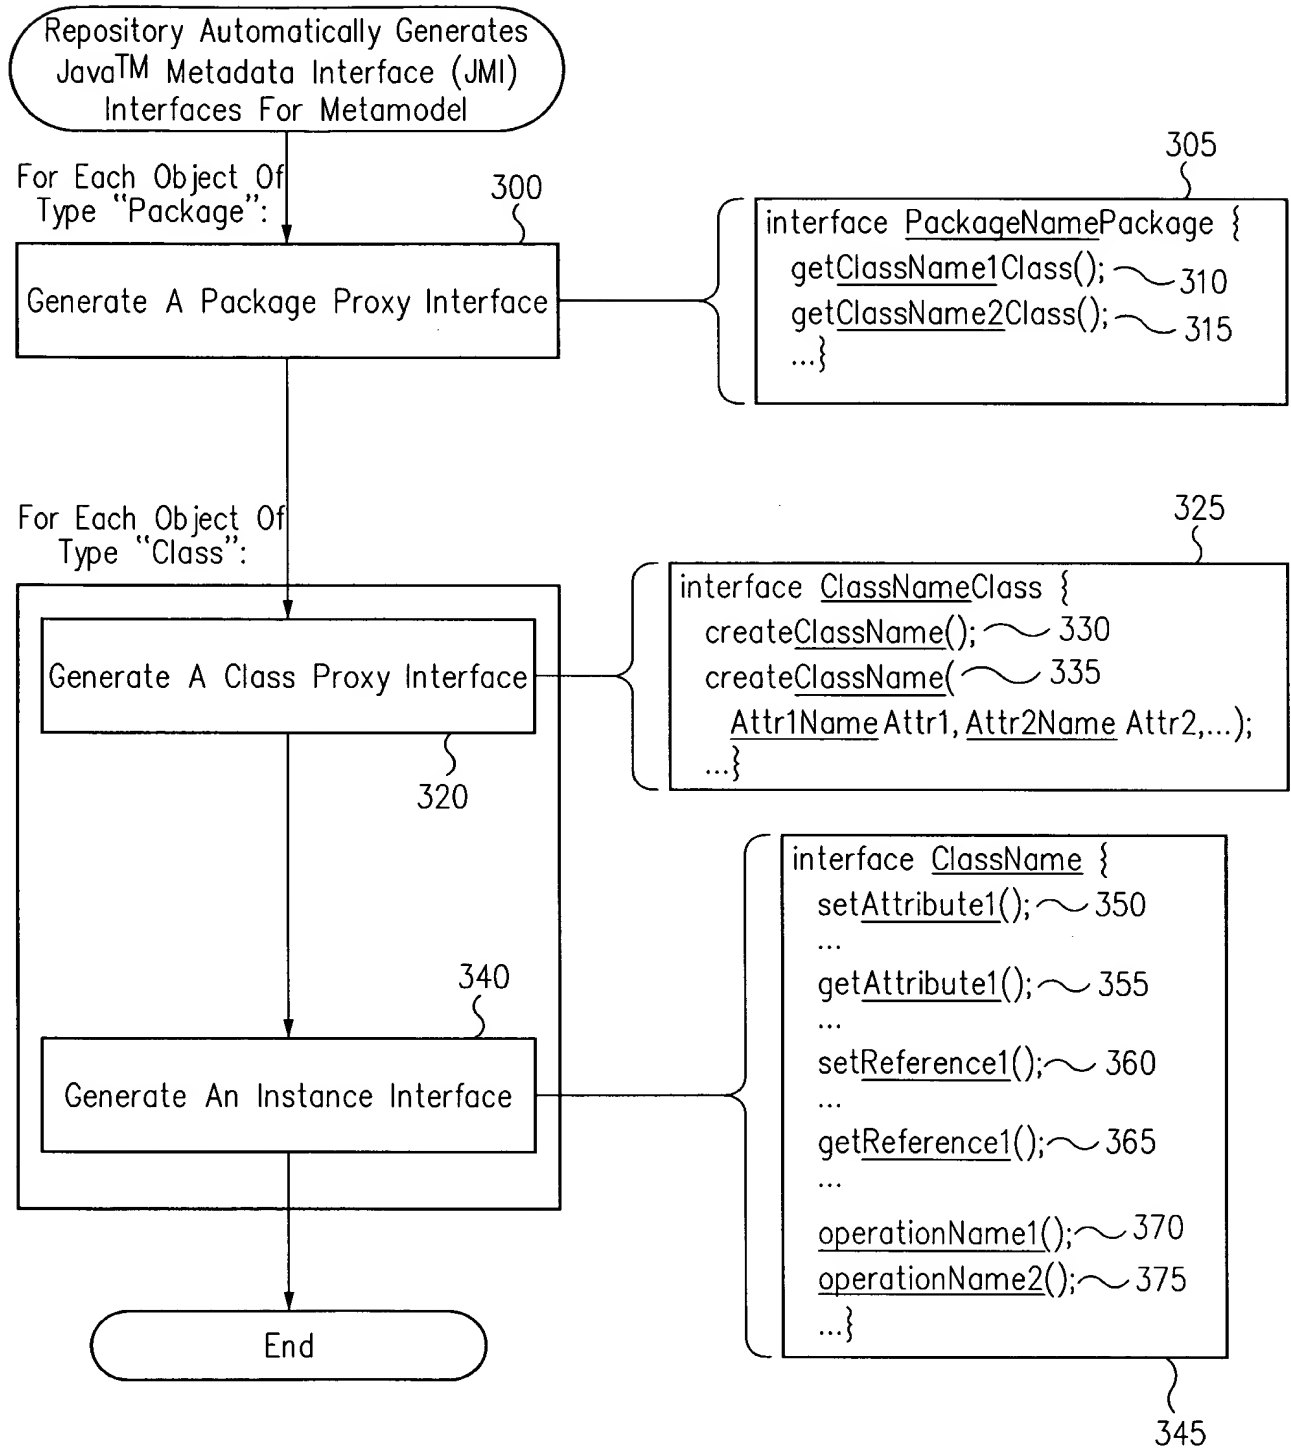 Repository Automatically Generates
Java™ Metadata Interface (JMI)
Interfaces For Metamodel
For Each Object Of
Type "Package":
300
Generate A Package Proxy Interface
305
interface PackageNamePackage {
getClassName1Class(); 310
getClassName2Class(); 315
...}
For Each Object Of
Type "Class":
Generate A Class Proxy Interface
320
325
interface ClassNameClass {
createClassName(); 330
createClassName( 335
Attr1Name Attr1, Attr2Name Attr2,...);
...}
340
Generate An Instance Interface
interface ClassName {
setAttribute1(); 350
...
getAttribute1(); 355
...
setReference1(); 360
...
getReference1(); 365
...
operationName1(); 370
operationName2(); 375
...}
345
End